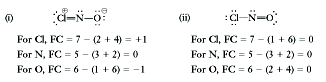 (i) :Cl=N—O: (ii) :Cl—N=O:
⊕ ⊖
For Cl, FC = 7 – (2 + 4) = +1 For Cl, FC = 7 – (1 + 6) = 0
For N, FC = 5 – (3 + 2) = 0 For N, FC = 5 – (3 + 2) = 0
For O, FC = 6 – (1 + 6) = –1 For O, FC = 6 – (2 + 4) = 0